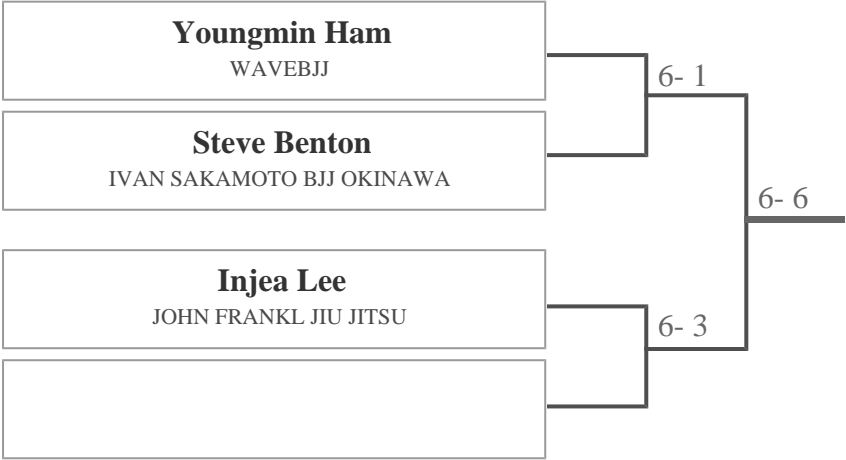 Youngmin Ham
WAVEBJJ
6- 1
Steve Benton
IVAN SAKAMOTO BJJ OKINAWA
6- 6
Injea Lee
JOHN FRANKL JIU JITSU
6- 3